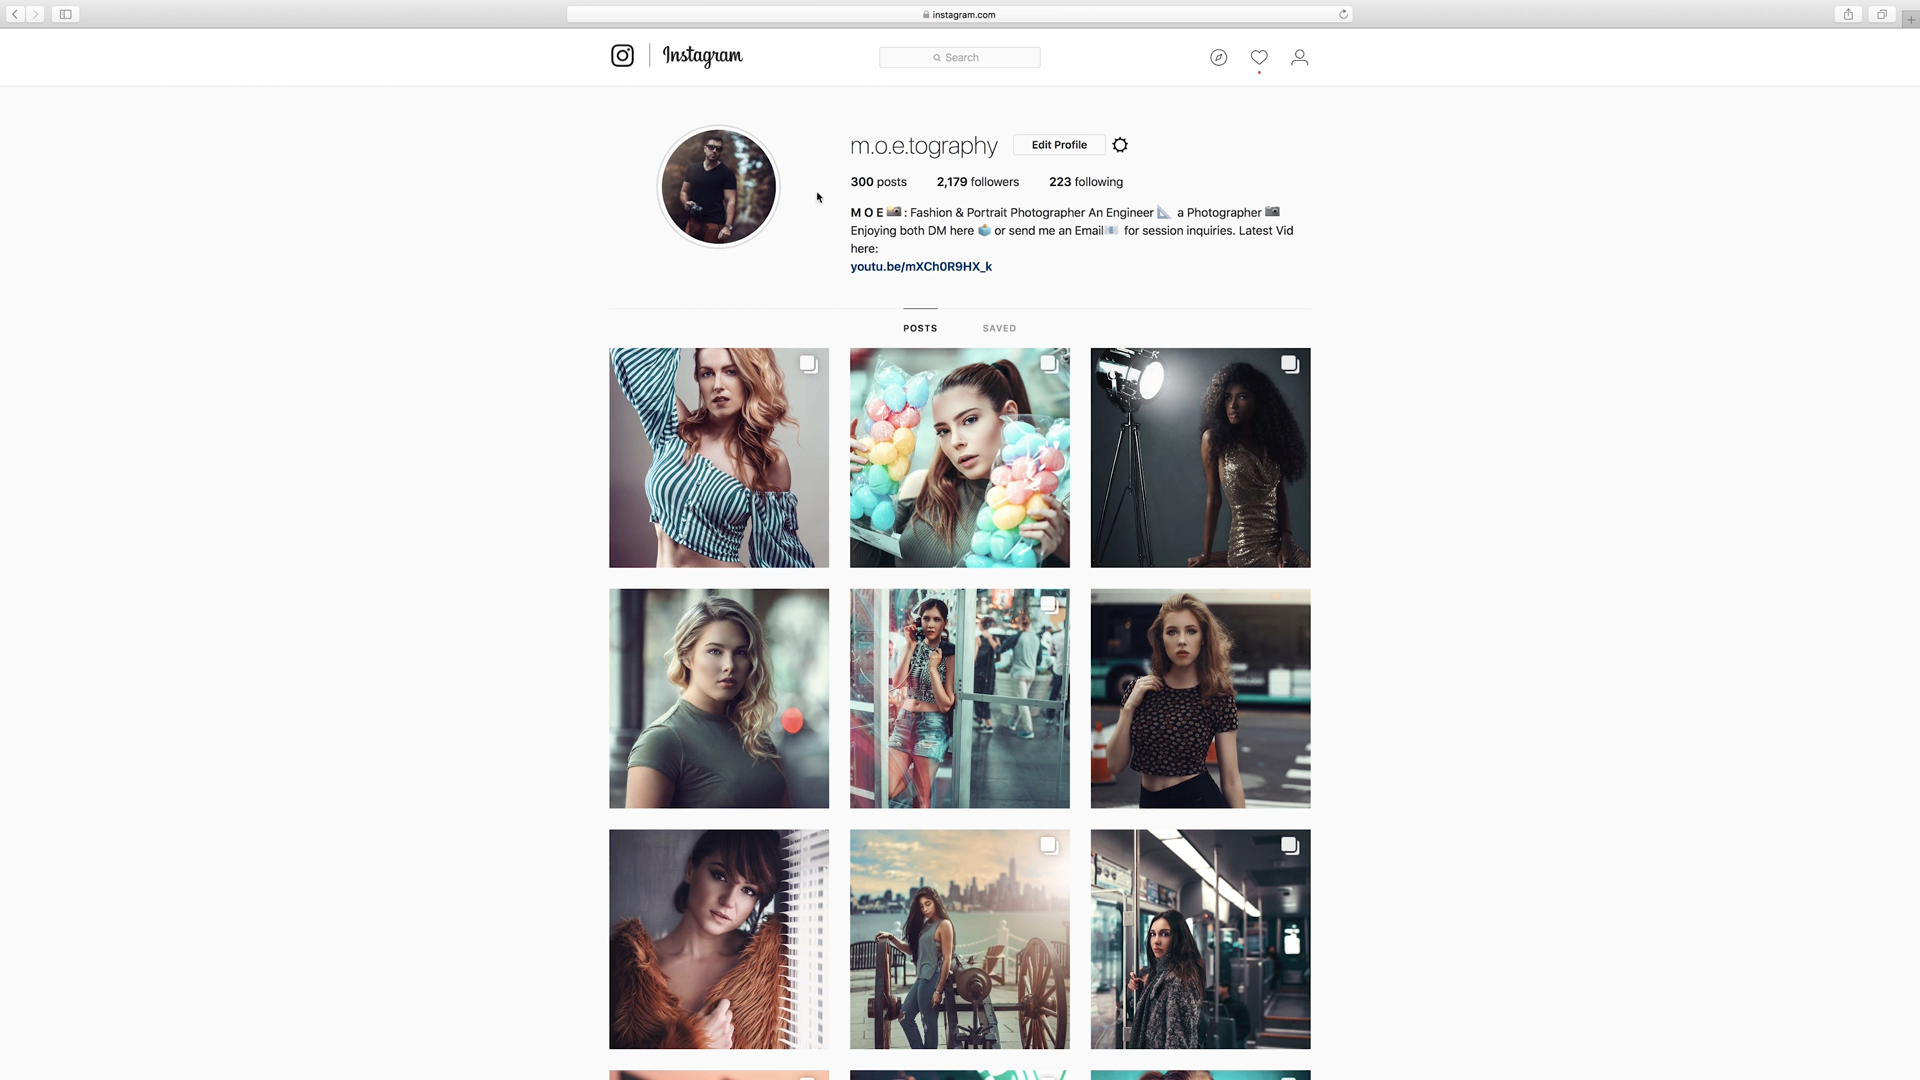 instagram.com
Instagram
Search
m.o.e.tography
Edit Profile
300 posts 2,179 followers 223 following
M O E 📸 : Fashion & Portrait Photographer An Engineer 📐 a Photographer 📷
Enjoying both DM here 🗳 or send me an Email📧 for session inquiries. Latest Vid
here:
youtu.be/mXCh0R9HX_k
POSTS SAVED